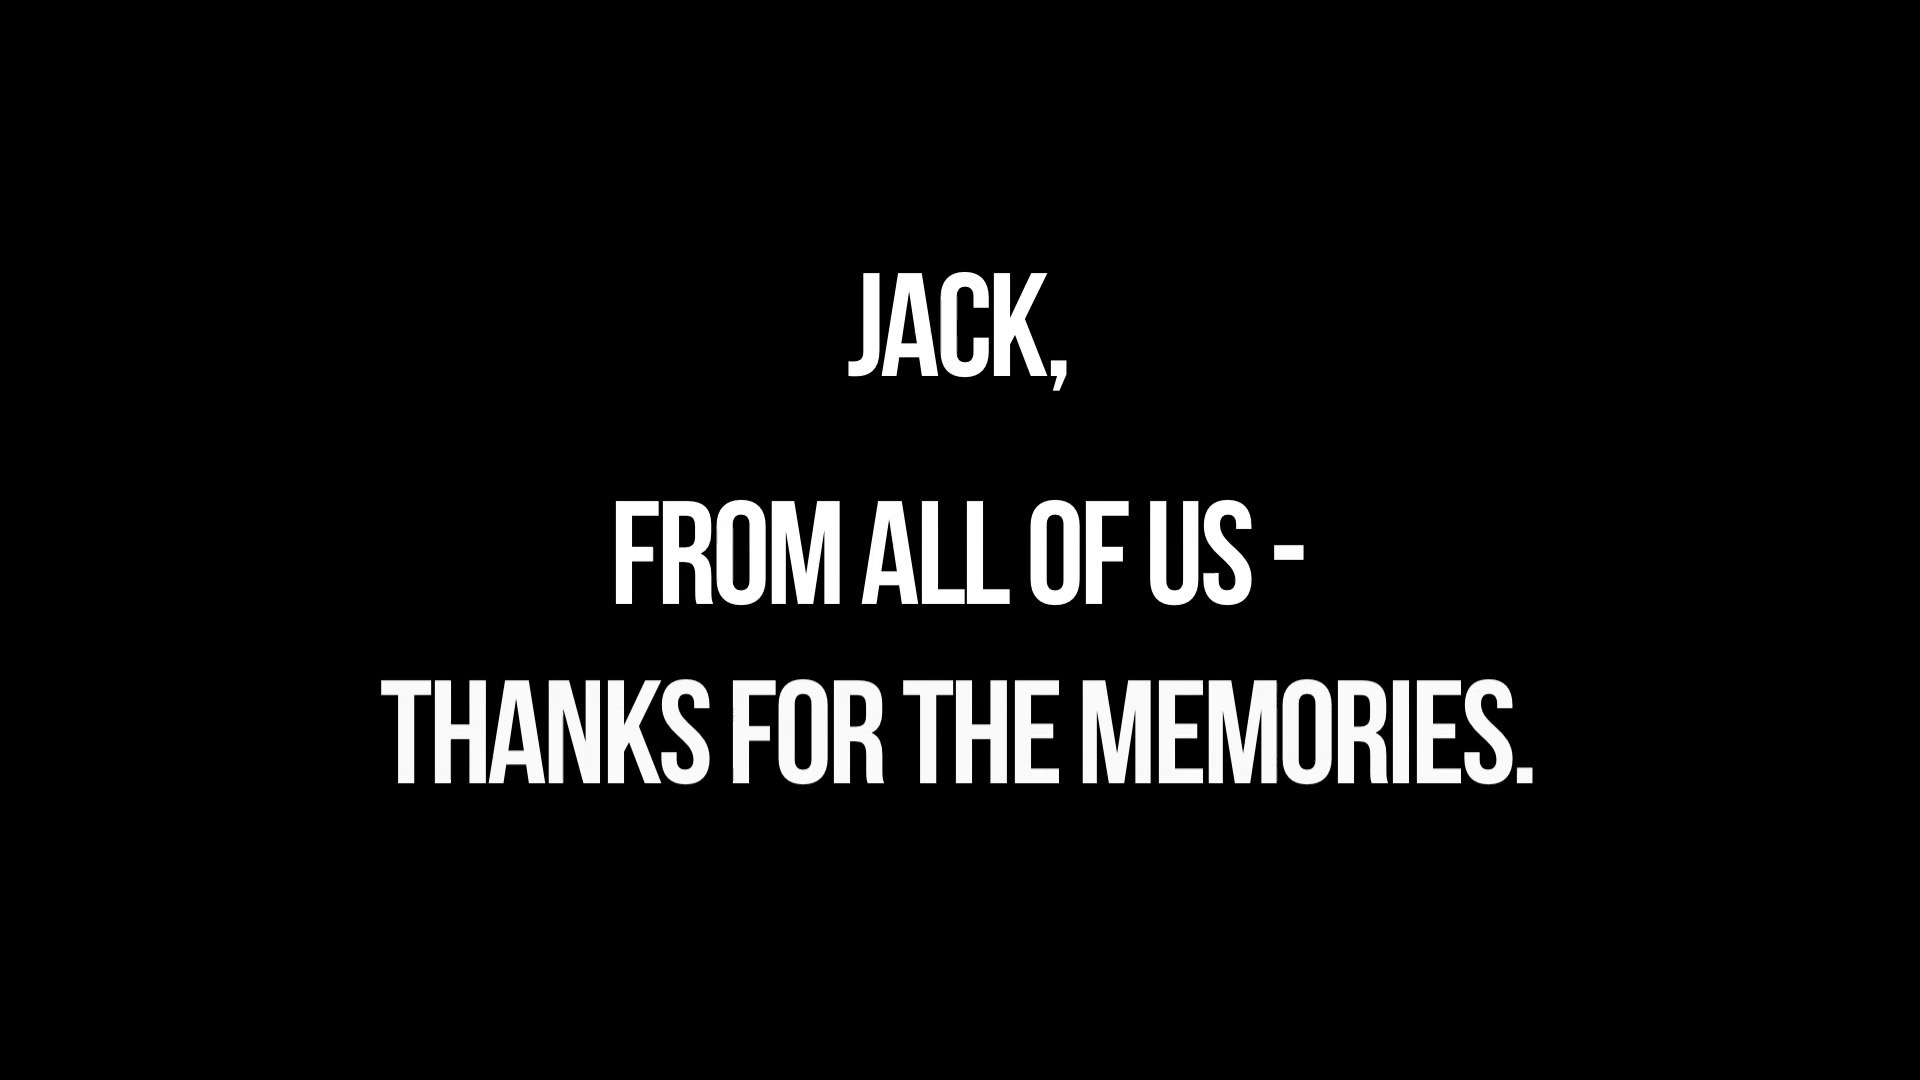 JACK,
FROM ALL OF US -
THANKS FOR THE MEMORIES.